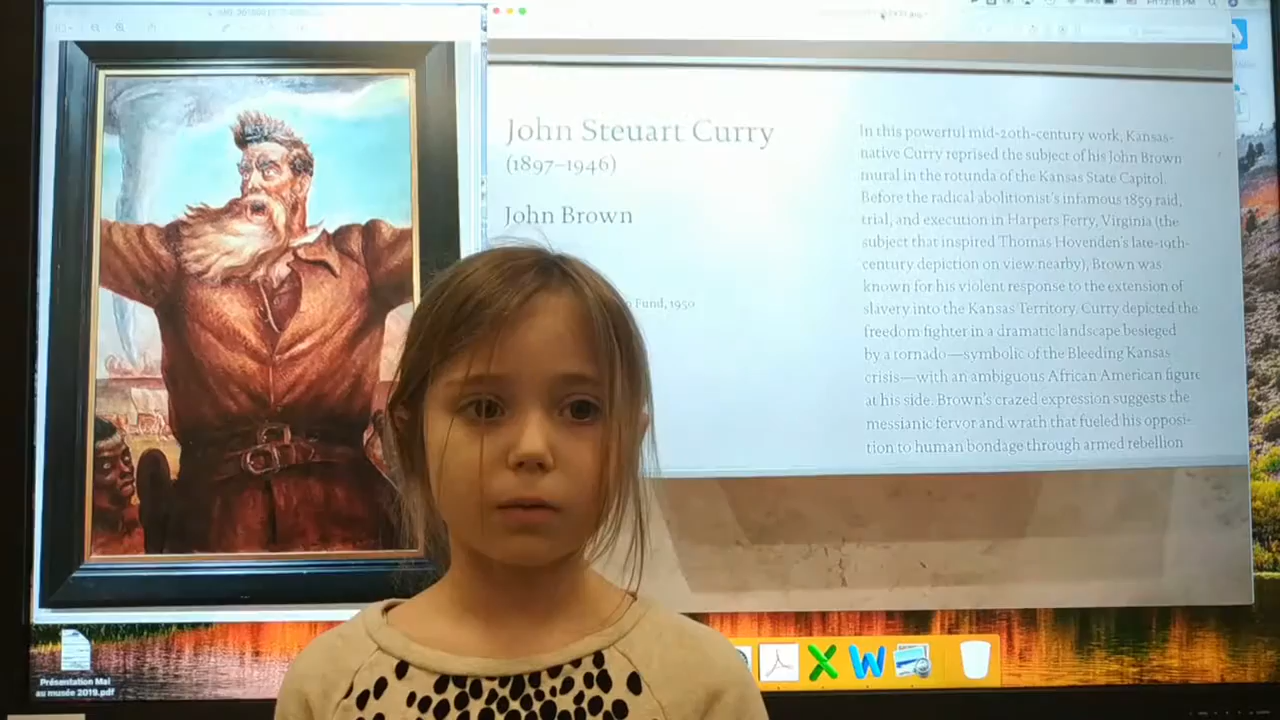 John Steuart Curry
(1897–1946)
John Brown
Fund, 1950
In this powerful mid-20th-century work, Kansas-
native Curry reprised the subject of his John Brown
mural in the rotunda of the Kansas State Capitol.
Before the radical abolitionist's infamous 1859 raid,
trial, and execution in Harpers Ferry, Virginia (the
subject that inspired Thomas Hovenden's late-19th-
century depiction on view nearby), Brown was
known for his violent response to the extension of
slavery into the Kansas Territory. Curry depicted the
freedom fighter in a dramatic landscape besieged
by a tornado—symbolic of the Bleeding Kansas
crisis—with an ambiguous African American figure
at his side. Brown's crazed expression suggests the
messianic fervor and wrath that fueled his opposi-
tion to human bondage through armed rebellion
Présentation Mai
au musée 2019.pdf
X
W